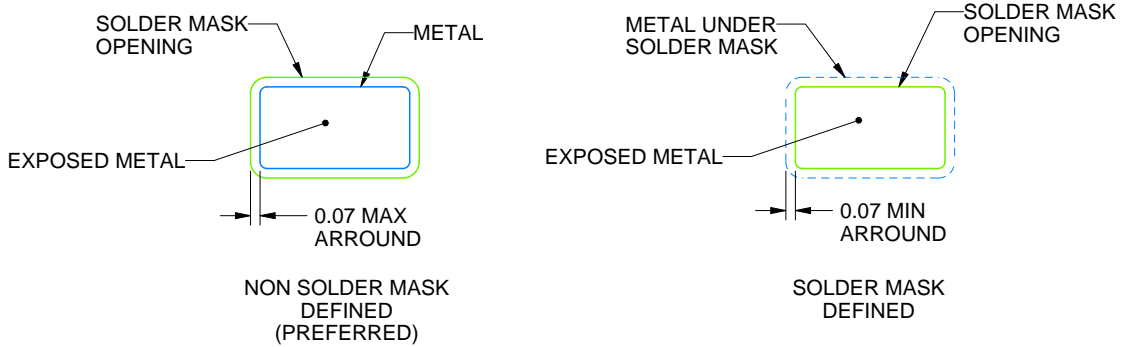 SOLDER MASK
OPENING
METAL
EXPOSED METAL
0.07 MAX
ARROUND
NON SOLDER MASK
DEFINED
(PREFERRED)
METAL UNDER
SOLDER MASK
SOLDER MASK
OPENING
EXPOSED METAL
0.07 MIN
ARROUND
SOLDER MASK
DEFINED